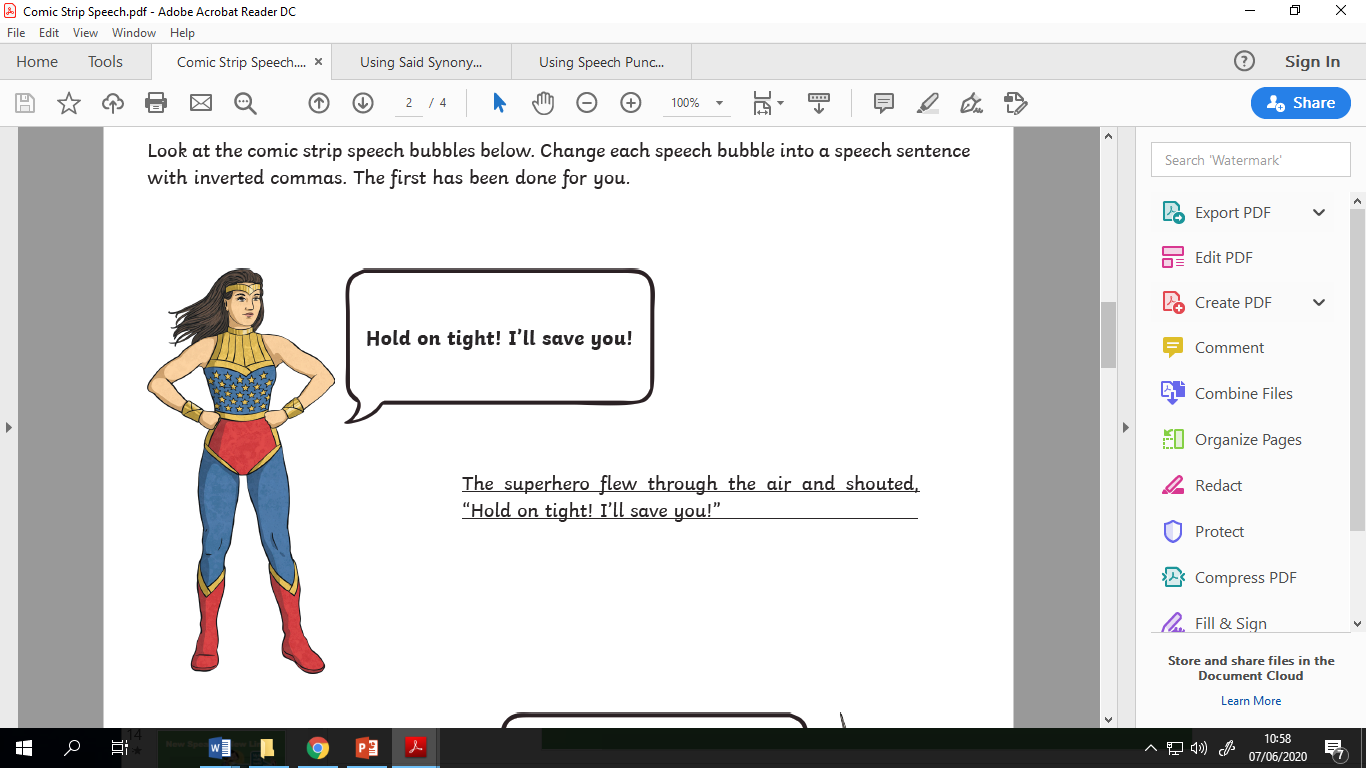 Comic Strip Speech.pdf - Adobe Acrobat Reader DC
File Edit View Window Help
Home Tools Comic Strip Speech.... × Using Said Synony... Using Speech Punc... Sign In
2 / 4 100% Share
Look at the comic strip speech bubbles below. Change each speech bubble into a speech sentence
with inverted commas. The first has been done for you.
Hold on tight! I'll save you!
The superhero flew through the air and shouted,
“Hold on tight! I'll save you!”
Search 'Watermark'
Export PDF
Edit PDF
Create PDF
Comment
Combine Files
Organize Pages
Redact
Protect
Compress PDF
Fill & Sign
Store and share files in the
Document Cloud
Learn More
14
10:58
07/06/2020
7